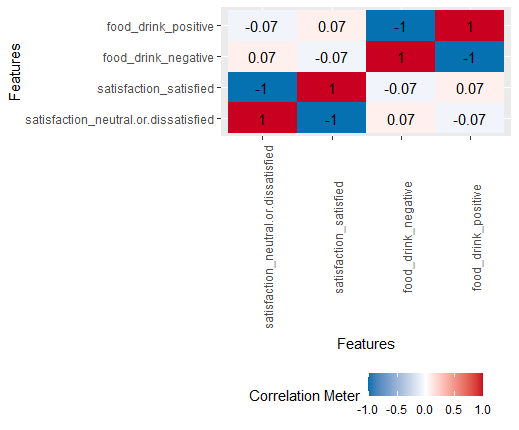 food_drink_positive -0.07 0.07 -1 1
food_drink_negative 0.07 -0.07 1 -1
satisfaction_satisfied -1 1 -0.07 0.07
satisfaction_neutral.or.dissatisfied 1 -1 0.07 -0.07
Features
satisfaction_neutral.or.dissatisfied
satisfaction_satisfied
food_drink_negative
food_drink_positive
Features
Correlation Meter
-1.0 -0.5 0.0 0.5 1.0